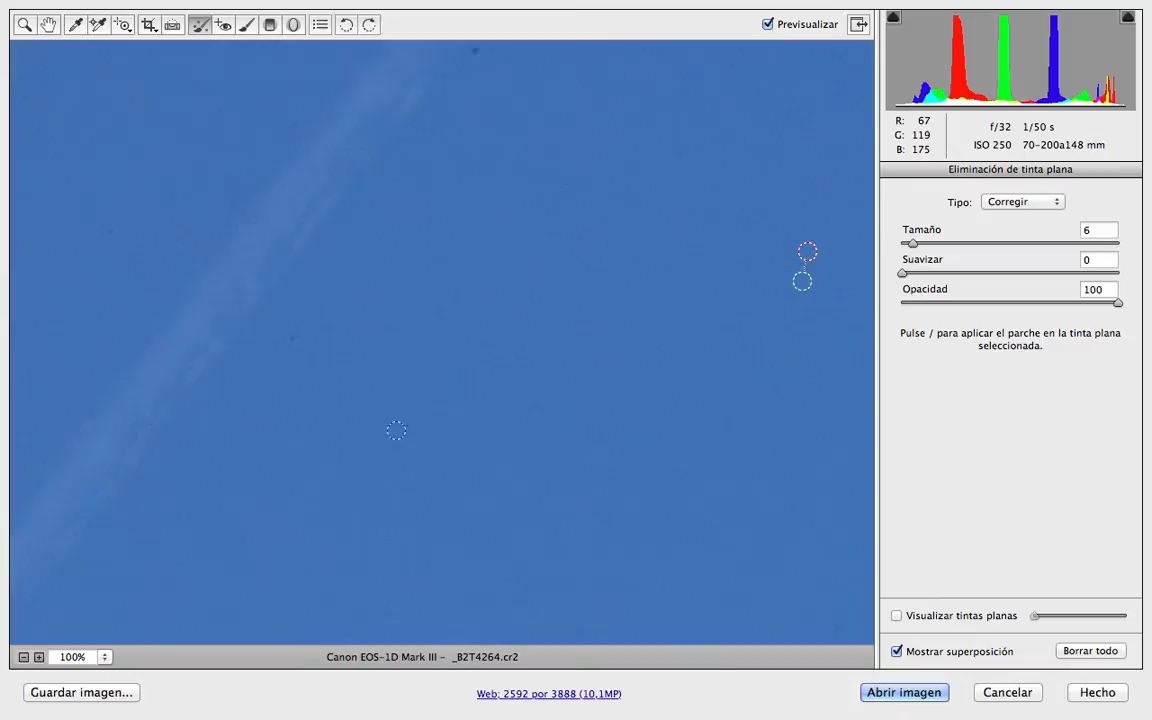 Previsualizar
R: 67
G: 119
B: 175
f/32 1/50 s
ISO 250 70-200a148 mm
Eliminación de tinta plana
Tipo: Corregir
Tamaño 6
Suavizar 0
Opacidad 100
Pulse / para aplicar el parche en la tinta plana
seleccionada.
Visualizar tintas planas
Mostrar superposición Borrar todo
100% Canon EOS-1D Mark III - _B2T4264.cr2
Guardar imagen... Web; 2592 por 3888 (10,1MP) Abrir imagen Cancelar Hecho